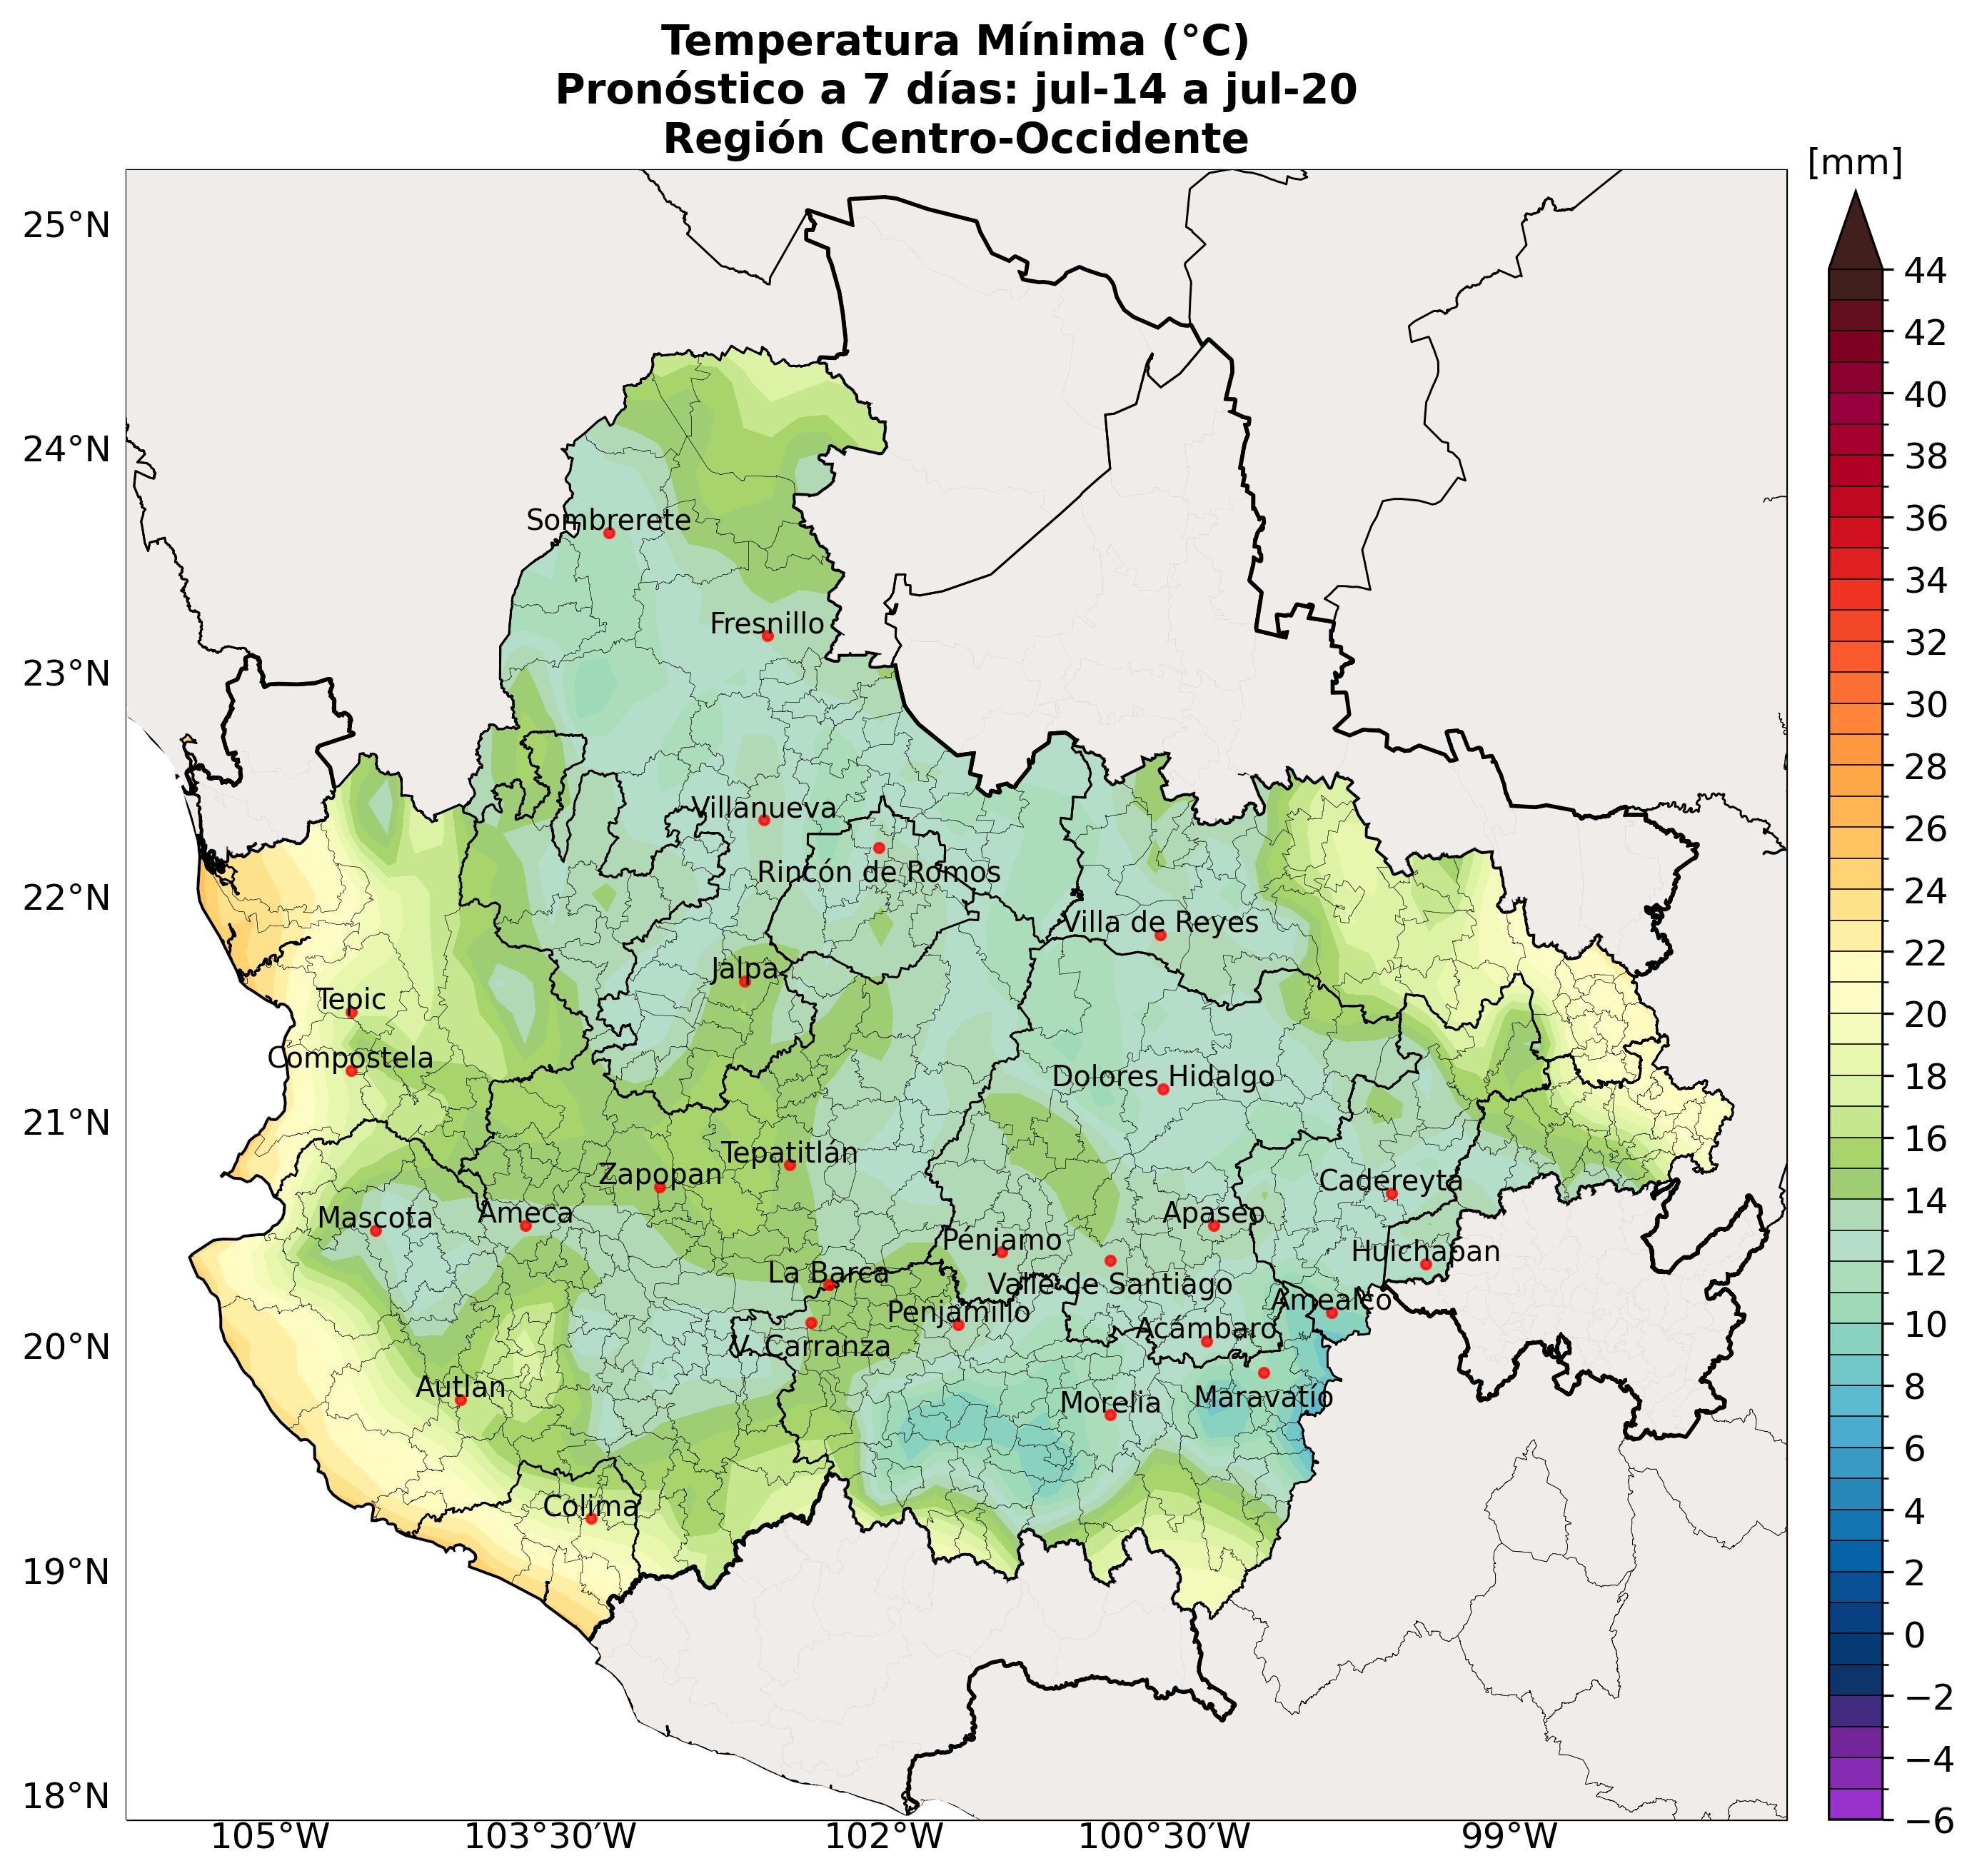 Temperatura Mínima (°C)
Pronóstico a 7 días: jul-14 a jul-20
Región Centro-Occidente
[mm]
25°N
24°N
23°N
22°N
21°N
20°N
19°N
18°N
Sombrerete
Fresnillo
Villanueva
Rincón de Romos
Villa de Reyes
Jalpa
Tepic
Compostela
Dolores Hidalgo
Tepatitlán
Zapopan
Cadereyta
Mascota
Ameca
Apaseo
Pénjamo
Huichapan
La Barca
Valle de Santiago
Amealco
Penjamillo
Acámbaro
V. Carranza
Autlan
Maravatío
Morelia
Colima
105°W
103°30'W
102°W
100°30'W
99°W
44
42
40
38
36
34
32
30
28
26
24
22
20
18
16
14
12
10
8
6
4
2
0
−2
−4
−6